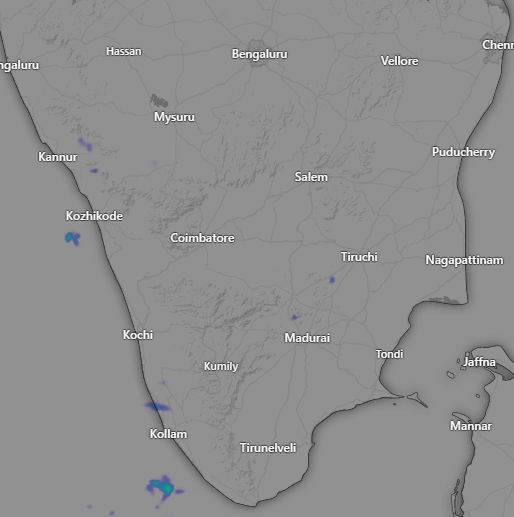 Hassan
Bengaluru
Chenn
ngaluru
Vellore
Mysuru
Kannur
Puducherry
Salem
Kozhikode
Coimbatore
Tiruchi
Nagapattinam
Kochi
Madurai
Tondi
Kumily
Jaffna
Mannar
Kollam
Tirunelveli